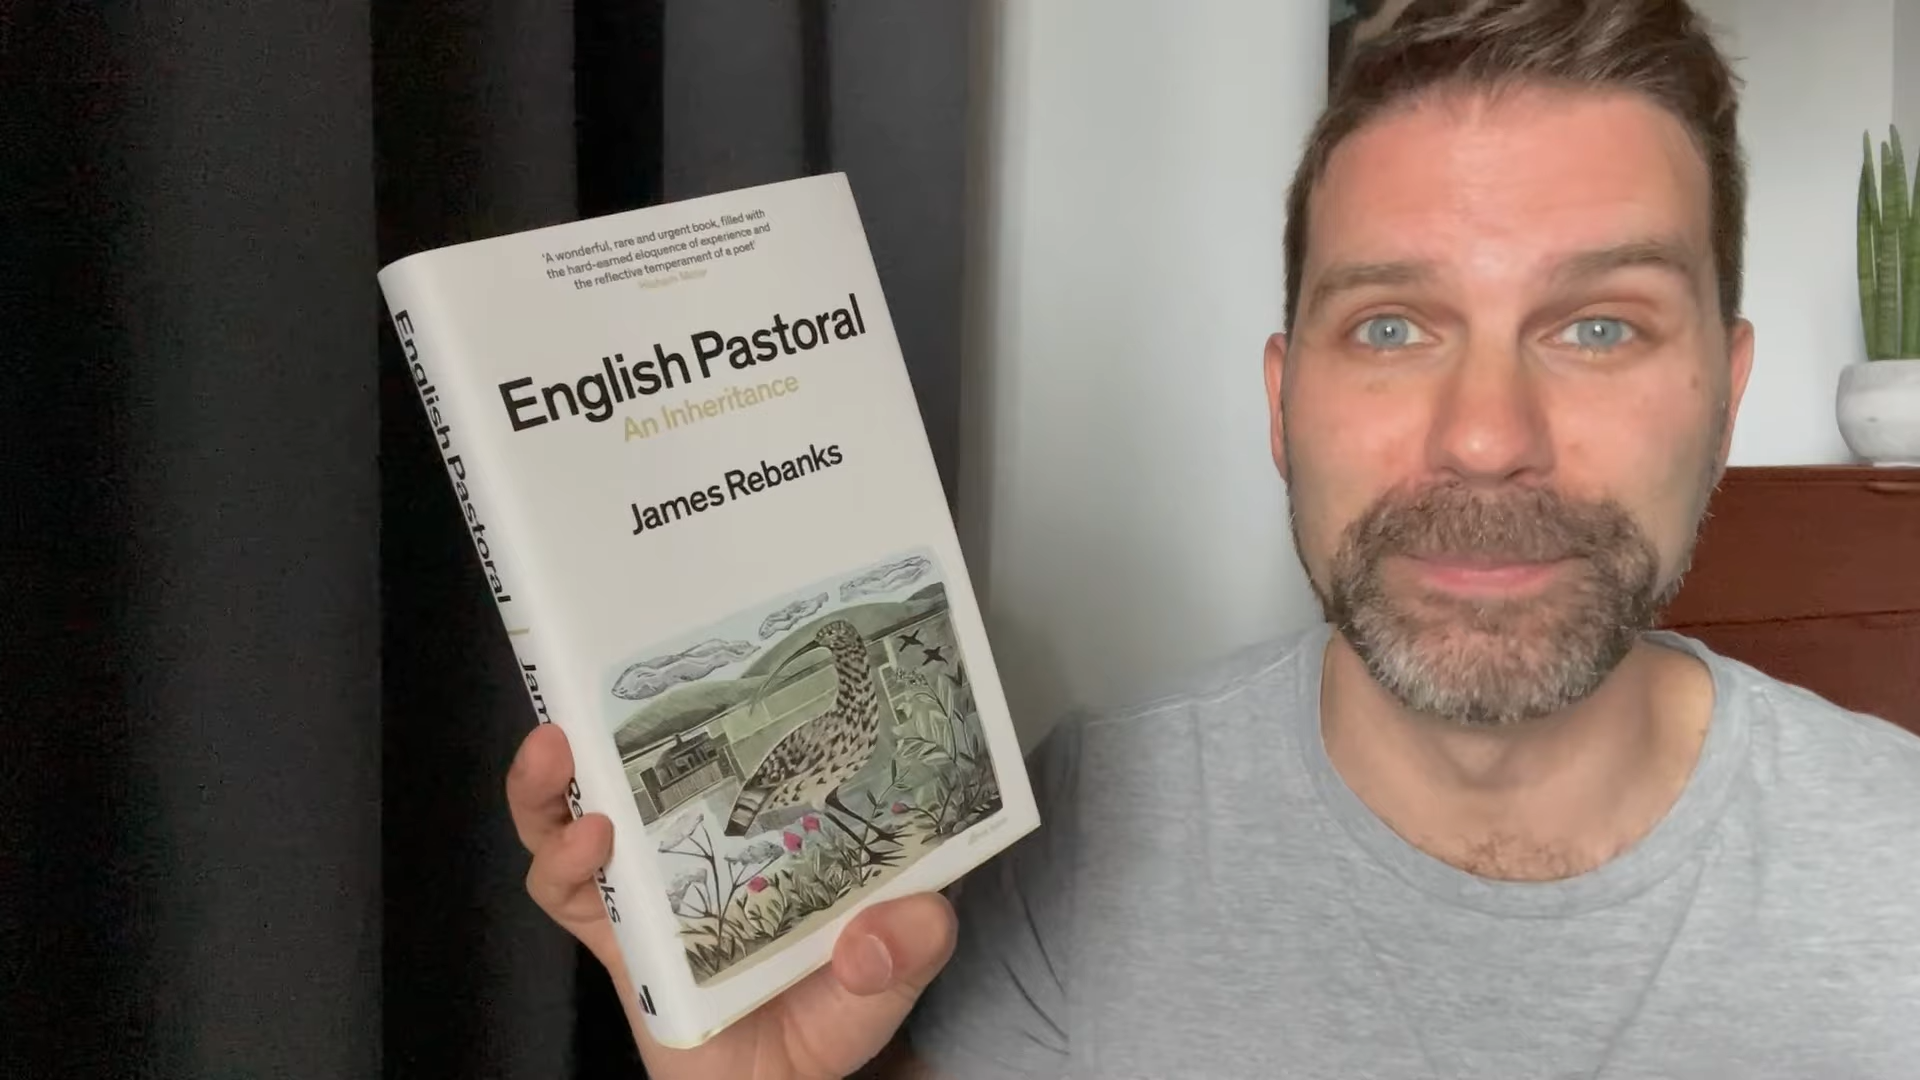 'A wonderful, rare and urgent book, filled with
the hard-earned eloquence of experience and
the reflective temperament of a poet'
English Pastoral
An Inheritance
James Rebanks
English Pastoral